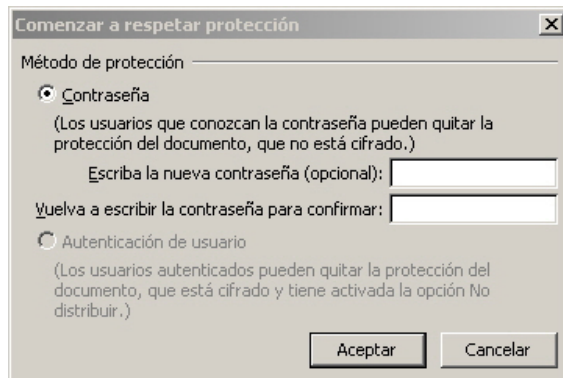 Comenzar a respetar protección
Método de protección
Contraseña
(Los usuarios que conozcan la contraseña pueden quitar la
protección del documento, que no está cifrado.)
Escriba la nueva contraseña (opcional):
Vuelva a escribir la contraseña para confirmar:
Autenticación de usuario
(Los usuarios autenticados pueden quitar la protección del
documento, que está cifrado y tiene activada la opción No
distribuir.)
Aceptar Cancelar